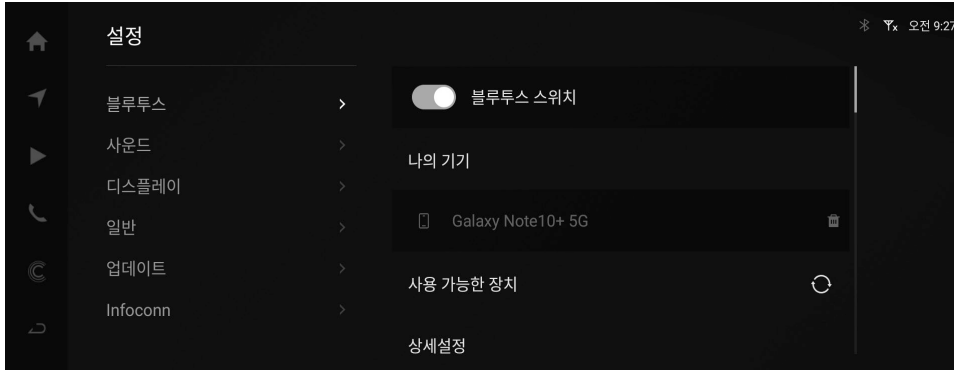 설정
오전 9:27
블루투스
사운드
디스플레이
일반
업데이트
Infoconn
블루투스 스위치
나의 기기
Galaxy Note10+ 5G
사용 가능한 장치
상세설정